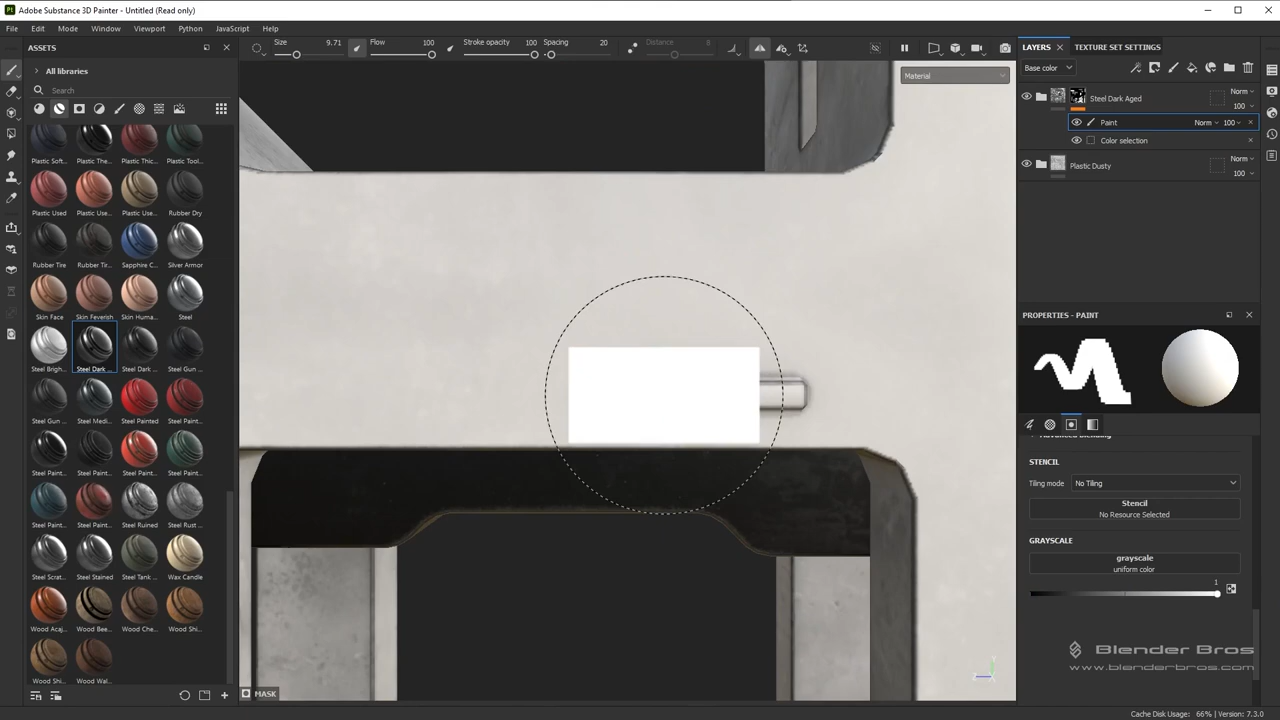 Adobe Substance 3D Painter - Untitled (Read only)
File Edit Mode Window Viewport Python JavaScript Help
ASSETS
Size 9.71 Flow 100 Stroke opacity 100 Spacing 20 Distance 8
LAYERS TEXTURE SET SETTINGS
All libraries
Search
Material
Base color
Norm
Steel Dark Aged
100
Paint Norm 100
Color selection
Norm
Plastic Dusty
100
Plastic Soft... Plastic The... Plastic Thic... Plastic Tool...
Plastic Used Plastic Use... Plastic Use... Rubber Dry
Rubber Tire Rubber Tir... Sapphire C... Silver Armor
Skin Face Skin Feverish Skin Huma... Steel
Steel Brigh... Steel Dark ... Steel Dark ... Steel Gun ...
Steel Gun ... Steel Medi... Steel Painted Steel Paint...
Steel Paint... Steel Paint... Steel Paint... Steel Paint...
Steel Paint... Steel Paint... Steel Ruined Steel Rust ...
Steel Scrat... Steel Stained Steel Tank ... Wax Candle
Wood Acaj... Wood Bee... Wood Che... Wood Shi...
Wood Shi... Wood Wal...
PROPERTIES - PAINT
Advanced Blending
STENCIL
Tiling mode No Tiling
Stencil
No Resource Selected
GRAYSCALE
grayscale
uniform color
1
Blender Bros
www.blenderbros.com
Y
MASK
Cache Disk Usage: 66% | Version: 7.3.0